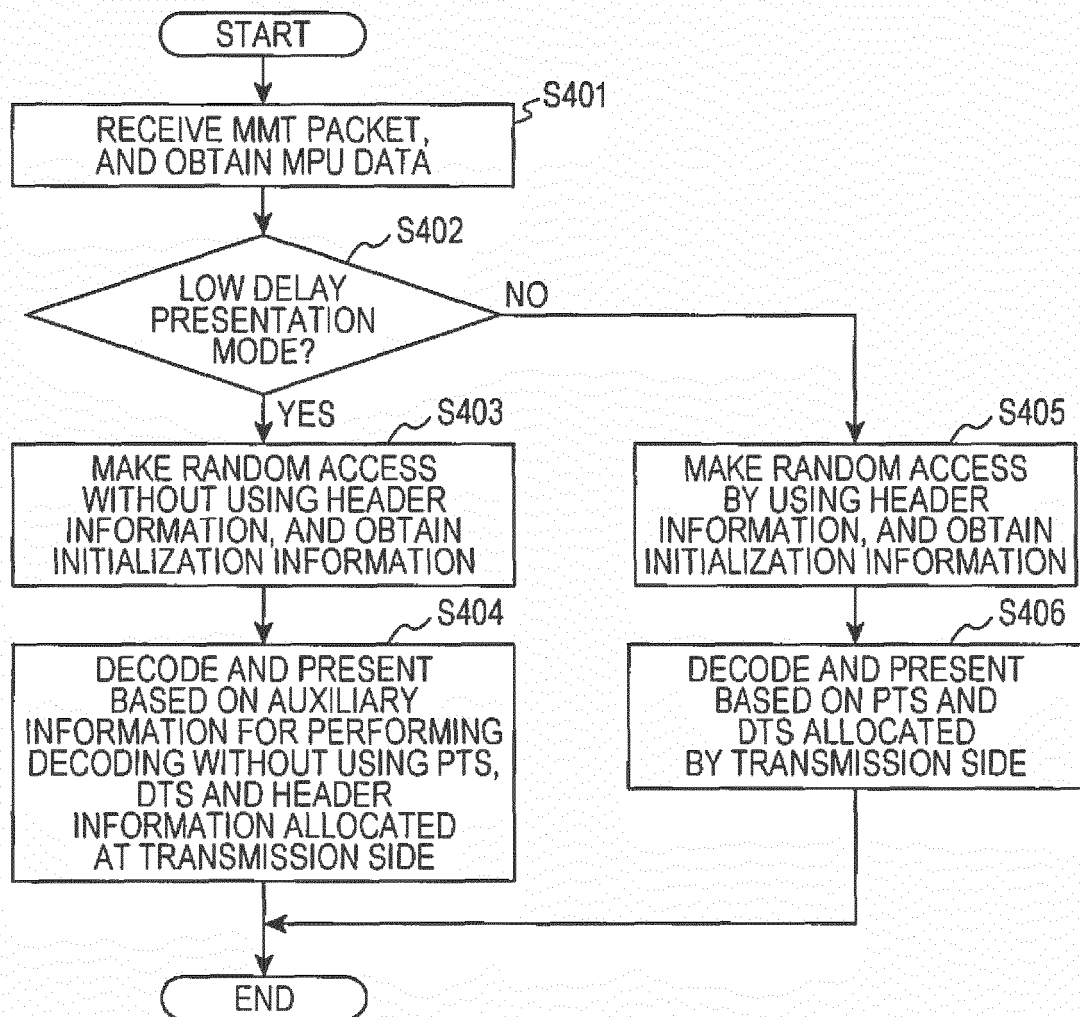 START
S401
RECEIVE MMT PACKET,
AND OBTAIN MPU DATA
S402
LOW DELAY
PRESENTATION
MODE?
NO
YES
S403
MAKE RANDOM ACCESS
WITHOUT USING HEADER
INFORMATION, AND OBTAIN
INITIALIZATION INFORMATION
S405
MAKE RANDOM ACCESS
BY USING HEADER
INFORMATION, AND OBTAIN
INITIALIZATION INFORMATION
S404
DECODE AND PRESENT
BASED ON AUXILIARY
INFORMATION FOR PERFORMING
DECODING WITHOUT USING PTS,
DTS AND HEADER
INFORMATION ALLOCATED
AT TRANSMISSION SIDE
S406
DECODE AND PRESENT
BASED ON PTS AND
DTS ALLOCATED
BY TRANSMISSION SIDE
END